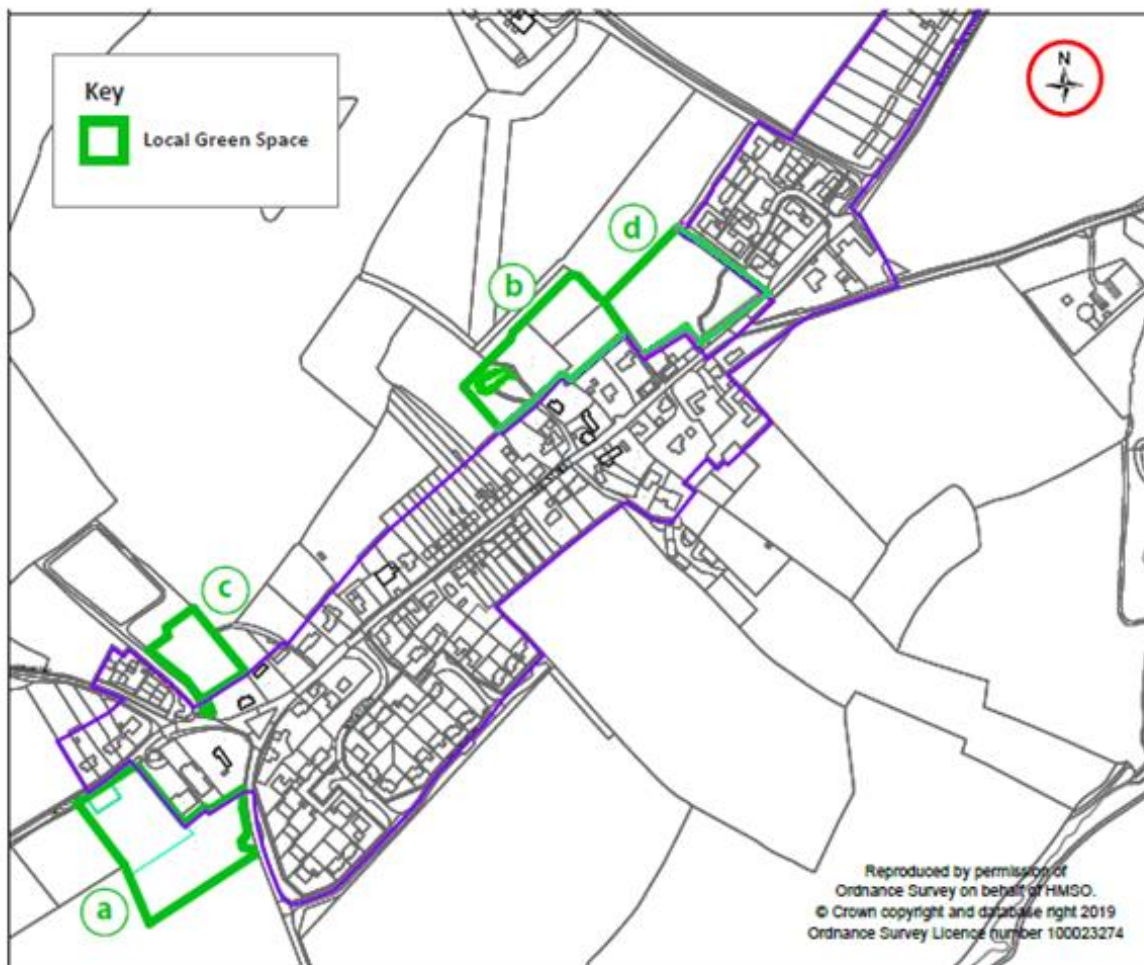 Key
Local Green Space
N
d
b
c
a
Reproduced by permission of
Ordnance Survey on behalf of HMSO.
© Crown copyright and database right 2019
Ordnance Survey Licence number 100023274